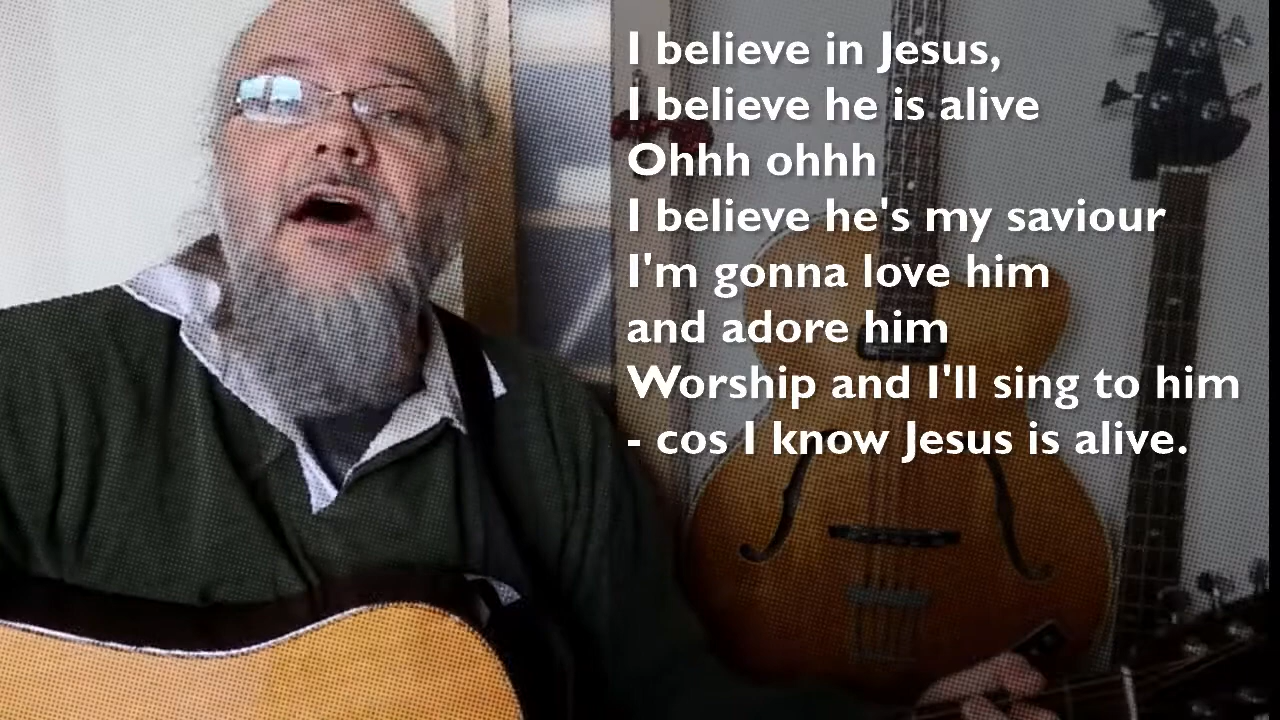 I believe in Jesus,
I believe he is alive
Ohhh ohhh
I believe he's my saviour
I'm gonna love him
and adore him
Worship and I'll sing to him
- cos I know Jesus is alive.